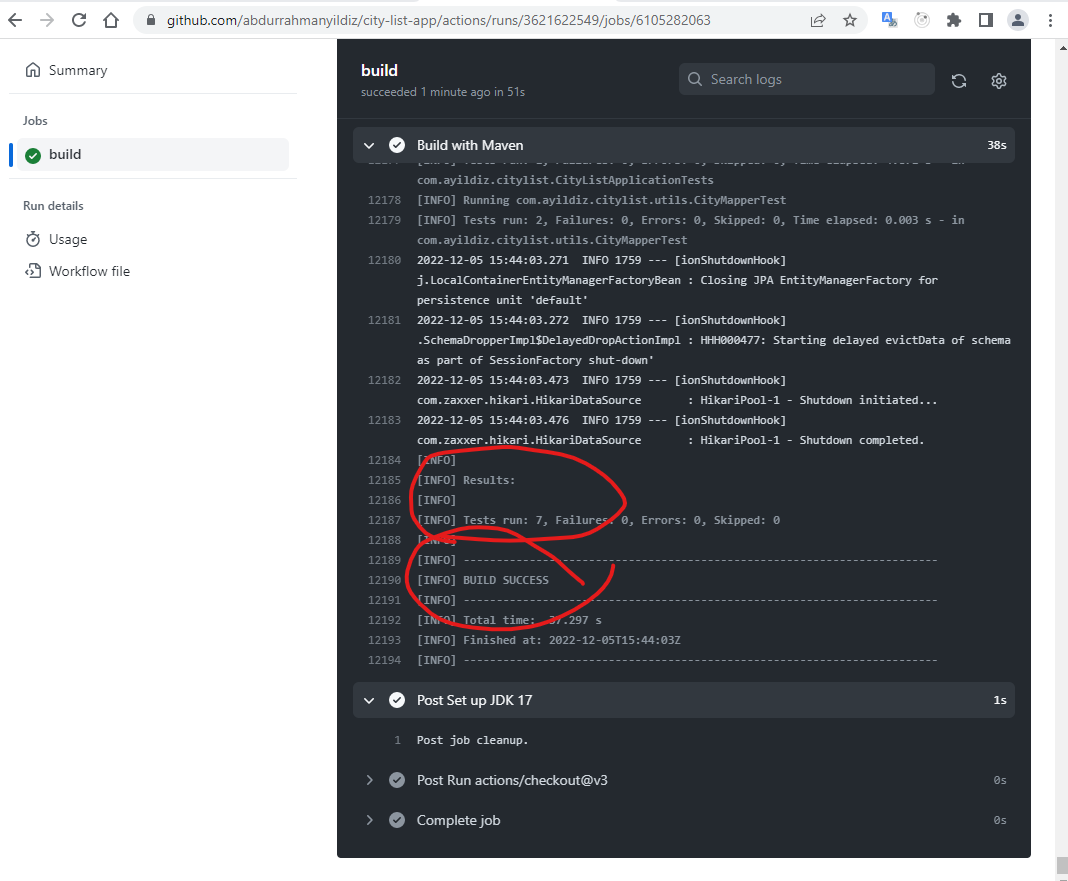 github.com/abdurrahmanyildiz/city-list-app/actions/runs/3621622549/jobs/6105282063
Summary
Jobs
build
Run details
Usage
Workflow file
build
succeeded 1 minute ago in 51s
Search logs
Build with Maven
38s
com.ayildiz.citylist.CityListApplicationTests
12178 [INFO] Running com.ayildiz.citylist.utils.CityMapperTest
12179 [INFO] Tests run: 2, Failures: 0, Errors: 0, Skipped: 0, Time elapsed: 0.003 s - in
com.ayildiz.citylist.utils.CityMapperTest
12180 2022-12-05 15:44:03.271  INFO 1759 --- [ionShutdownHook]
j.LocalContainerEntityManagerFactoryBean : Closing JPA EntityManagerFactory for
persistence unit 'default'
12181 2022-12-05 15:44:03.272  INFO 1759 --- [ionShutdownHook]
.SchemaDropperImpl$DelayedDropActionImpl : HHH000477: Starting delayed evictData of schema
as part of SessionFactory shut-down'
12182 2022-12-05 15:44:03.473  INFO 1759 --- [ionShutdownHook]
com.zaxxer.hikari.HikariDataSource       : HikariPool-1 - Shutdown initiated...
12183 2022-12-05 15:44:03.476  INFO 1759 --- [ionShutdownHook]
com.zaxxer.hikari.HikariDataSource       : HikariPool-1 - Shutdown completed.
12184 [INFO]
12185 [INFO] Results:
12186 [INFO]
12187 [INFO] Tests run: 7, Failures: 0, Errors: 0, Skipped: 0
12188 [INFO]
12189 [INFO] ------------------------------------------------------------------------
12190 [INFO] BUILD SUCCESS
12191 [INFO] ------------------------------------------------------------------------
12192 [INFO] Total time:  37.297 s
12193 [INFO] Finished at: 2022-12-05T15:44:03Z
12194 [INFO] ------------------------------------------------------------------------
Post Set up JDK 17
1s
1 Post job cleanup.
Post Run actions/checkout@v3
0s
Complete job
0s